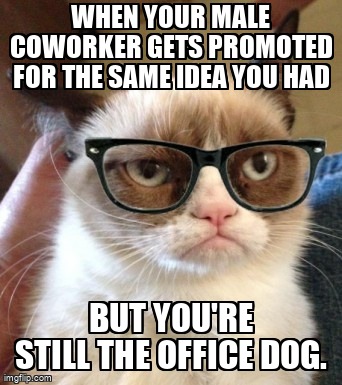 WHEN YOUR MALE
COWORKER GETS PROMOTED
FOR THE SAME IDEA YOU HAD
BUT YOU'RE
STILL THE OFFICE DOG.
imgflip.com